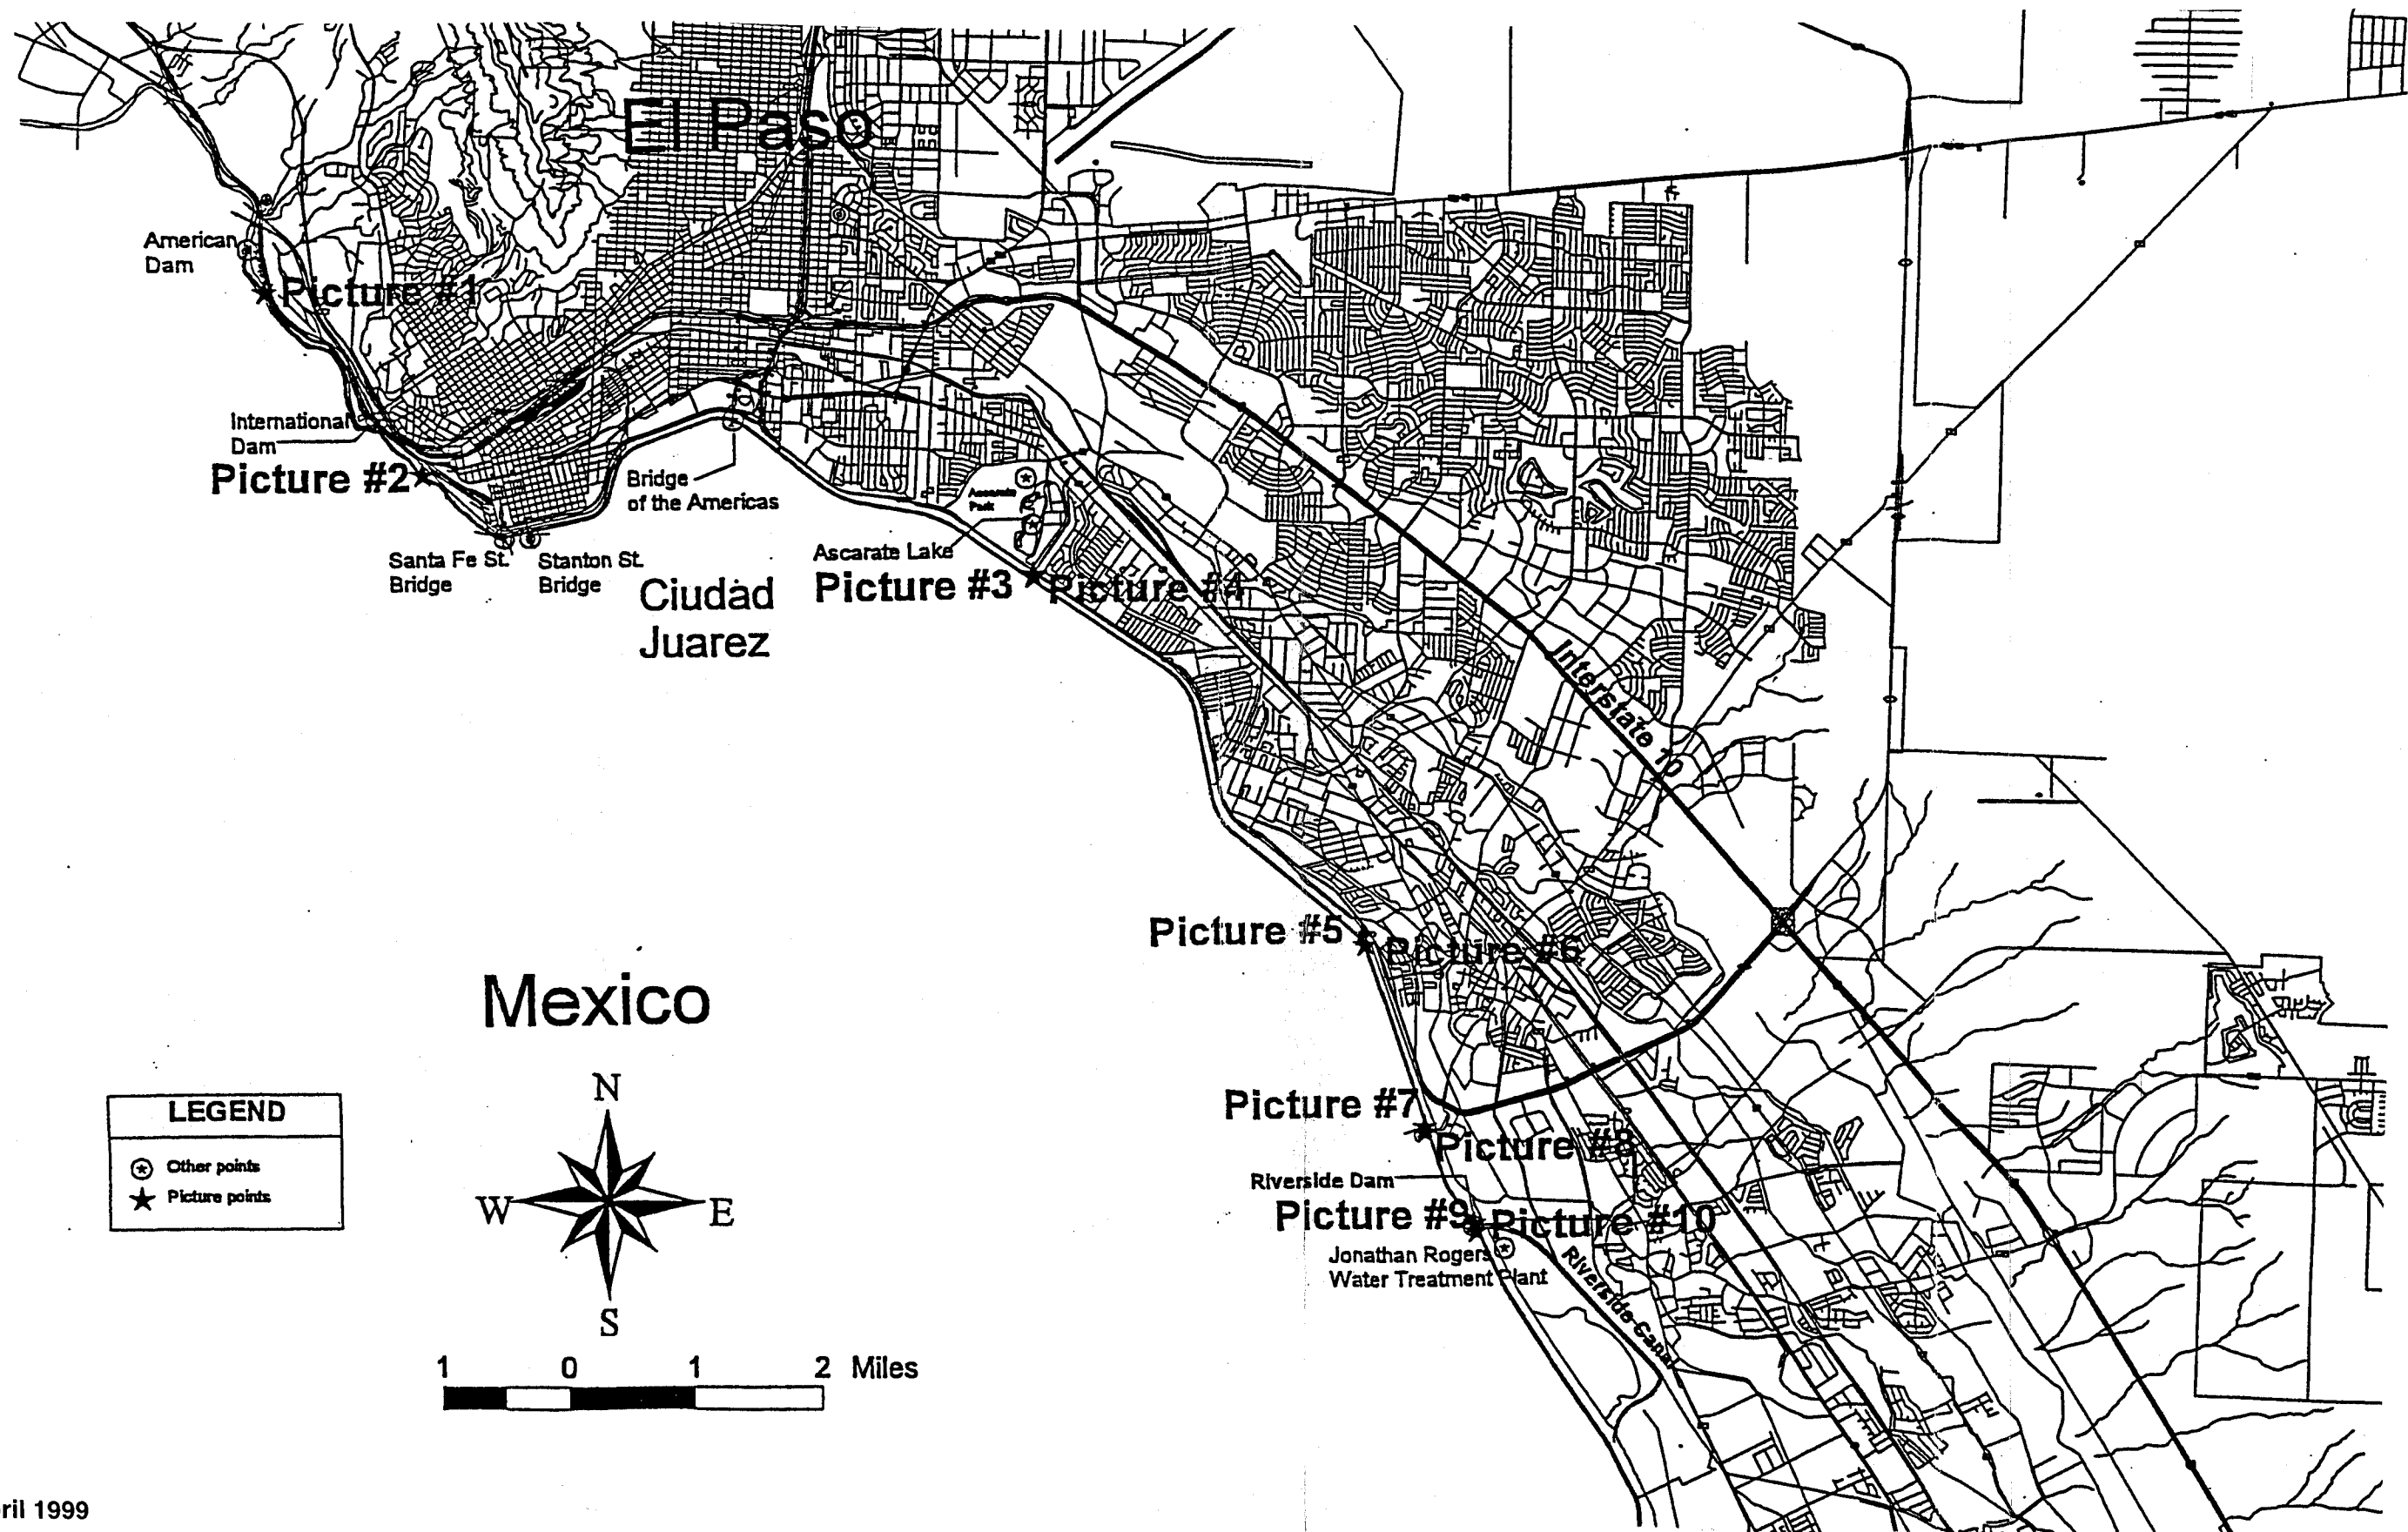 El Paso
American
Dam
Picture #1
International
Dam
Picture #2
Bridge
of the Americas
Ascarate
Park
Santa Fe St.
Bridge
Stanton St.
Bridge
Ciudad
Juarez
Ascarate Lake
Picture #3
Picture #4
Interstate 10
Picture #5
Picture #6
Mexico
Picture #7
Picture #8
Riverside Dam
Picture #9
Picture #10
Jonathan Rogers
Water Treatment Plant
Riverside Canal
LEGEND
Other points
Picture points
N
W
E
S
1 0 1 2 Miles
ril 1999